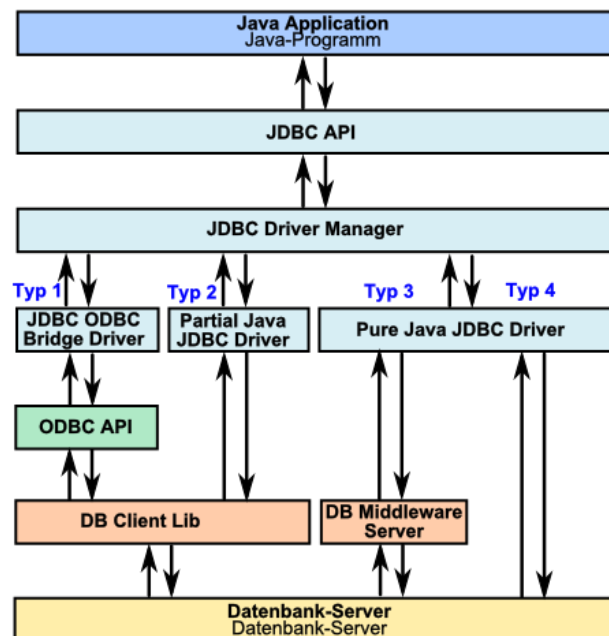 Java Application
Java-Programm
JDBC API
JDBC Driver Manager
Typ 1
Typ 2
Typ 3
Typ 4
JDBC ODBC
Bridge Driver
Partial Java
JDBC Driver
Pure Java JDBC Driver
ODBC API
DB Client Lib
DB Middleware
Server
Datenbank-Server
Datenbank-Server